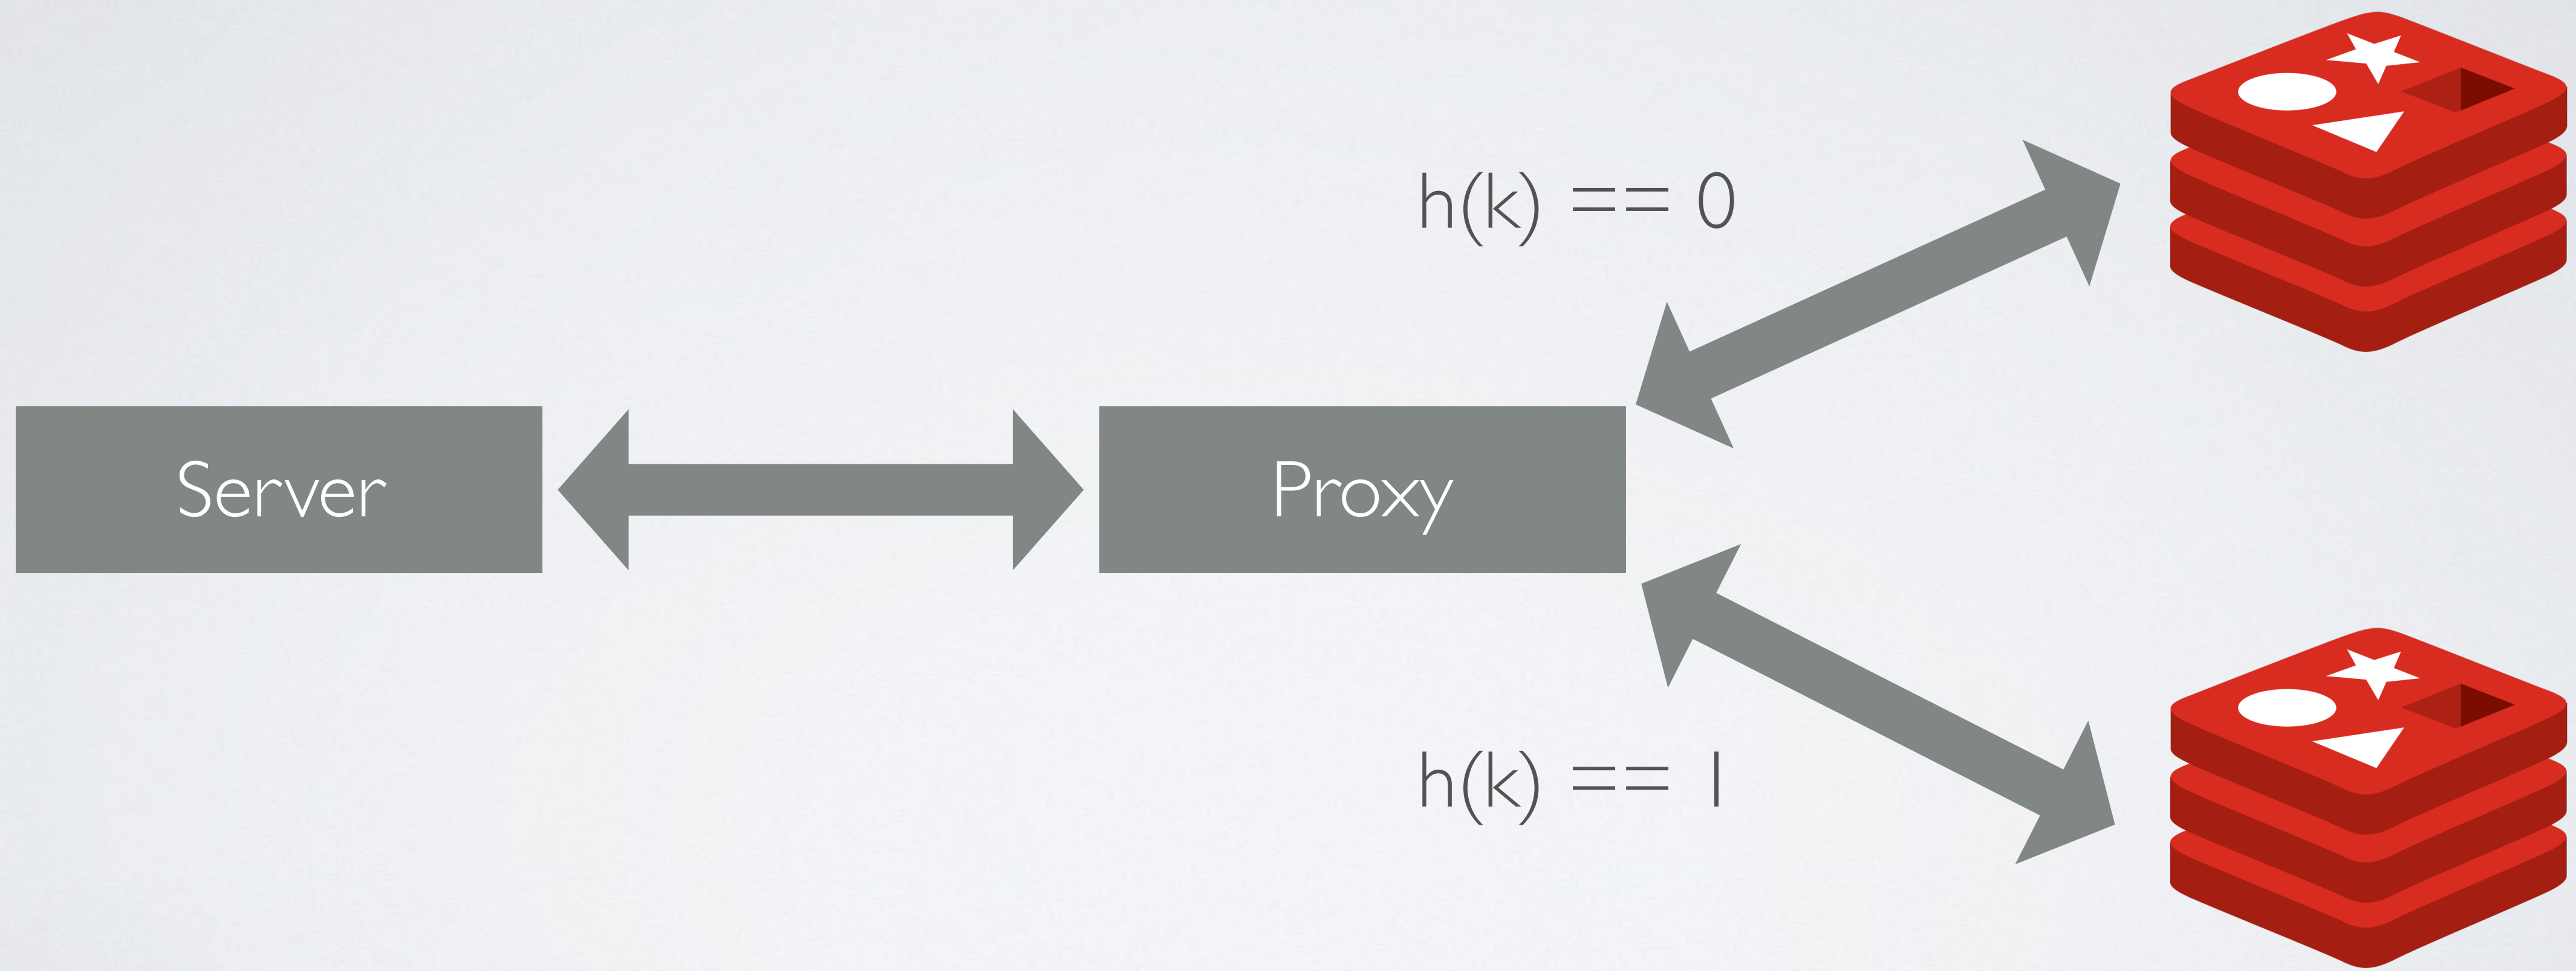 h(k) == 0
Server
Proxy
h(k) == 1